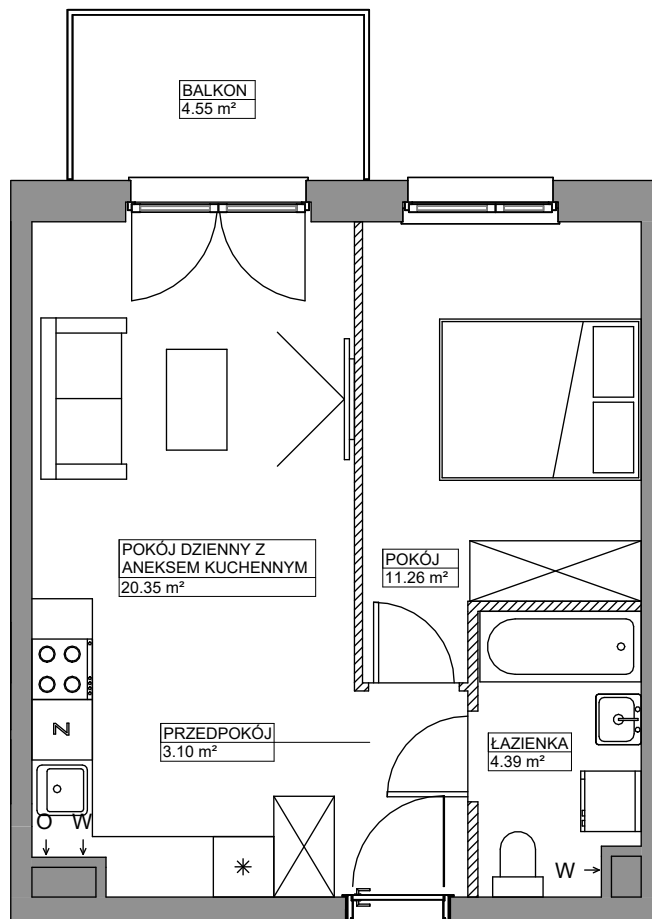 BALKON
4.55 m²
POKÓJ DZIENNY Z
ANEKSEM KUCHENNYM
20.35 m²
POKÓJ
11.26 m²
Z
PRZEDPOKÓJ
3.10 m²
ŁAZIENKA
4.39 m²
O W
W